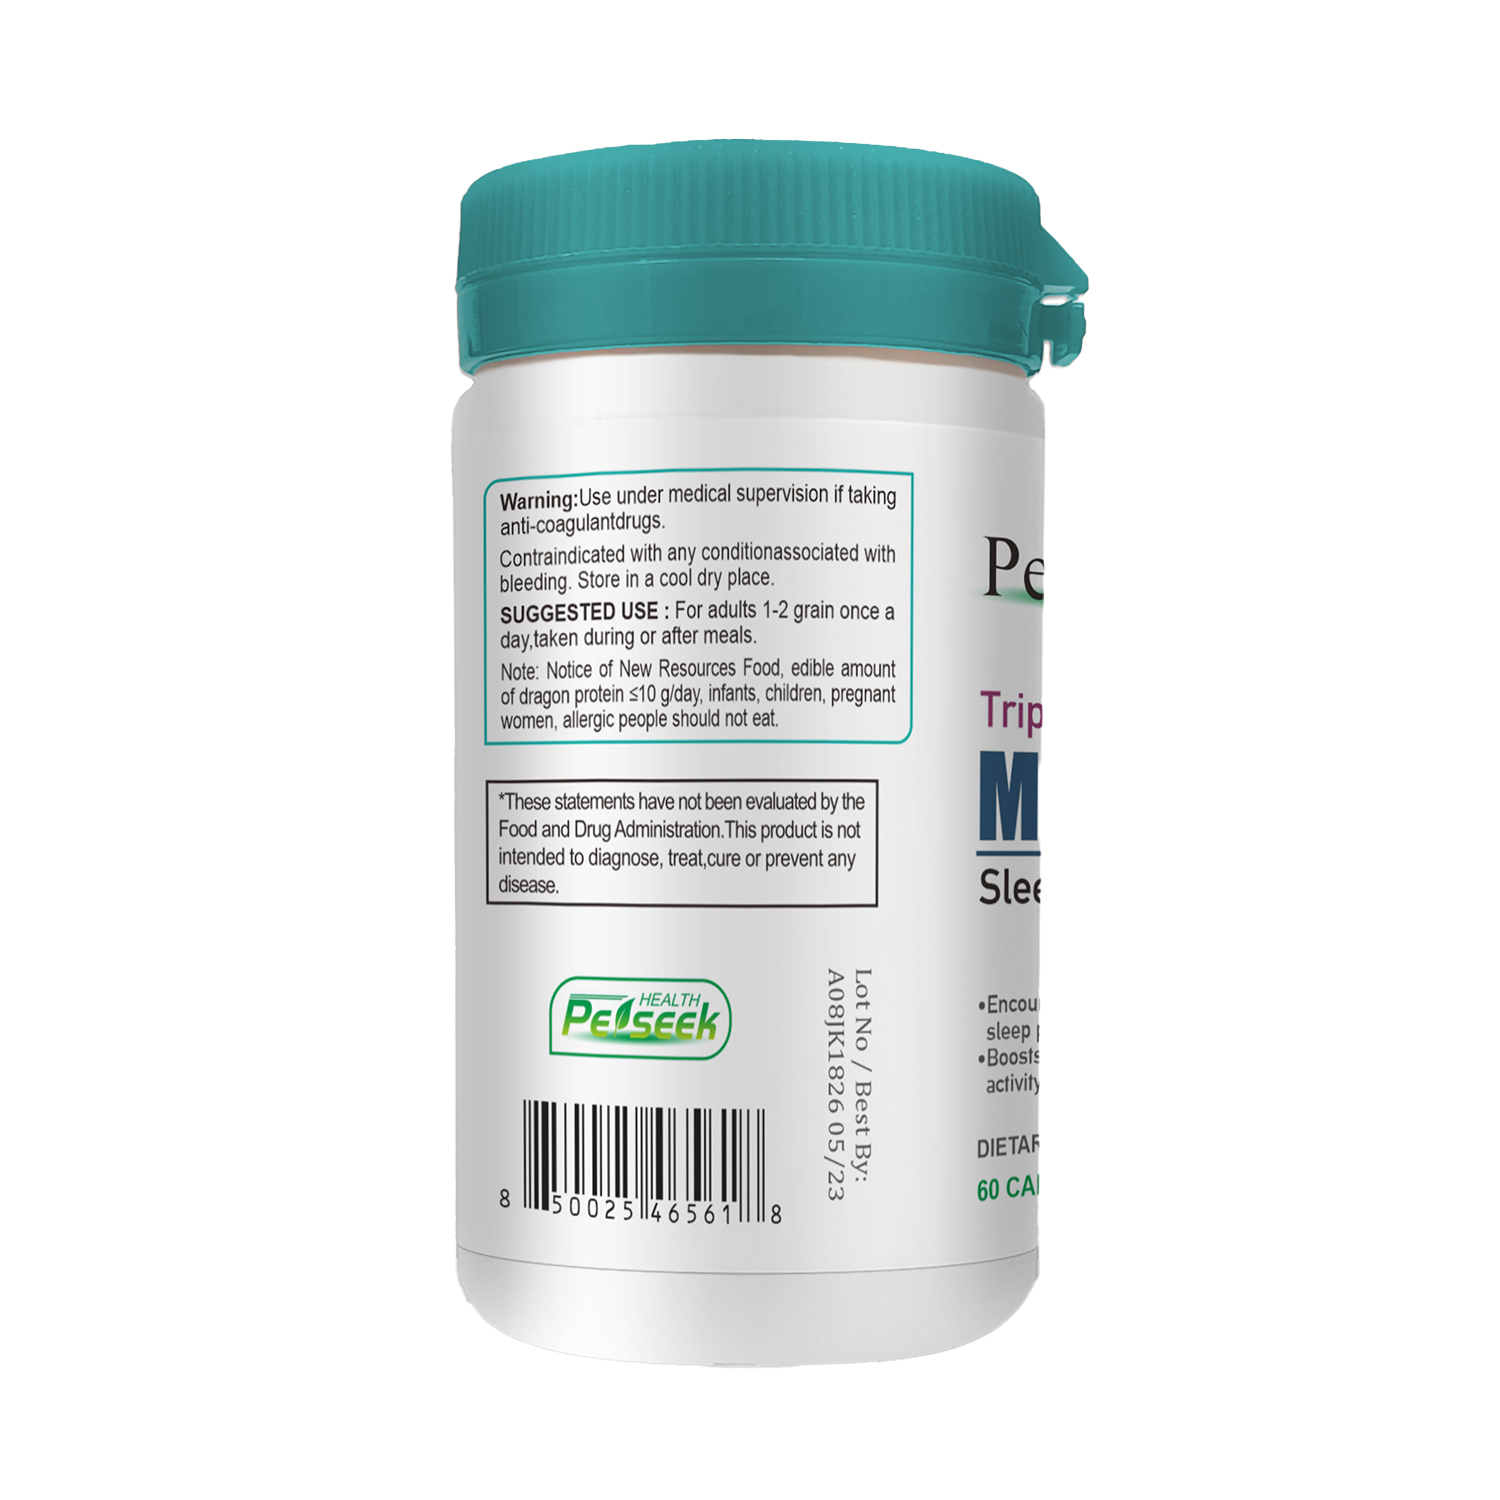 Warning:Use under medical supervision if taking
anti-coagulantdrugs.
Contraindicated with any conditionassociated with
bleeding. Store in a cool dry place.
SUGGESTED USE : For adults 1-2 grain once a
day,taken during or after meals.
Note: Notice of New Resources Food, edible amount
of dragon protein ≤10 g/day, infants, children, pregnant
women, allergic people should not eat.
*These statements have not been evaluated by the
Food and Drug Administration.This product is not
intended to diagnose, treat,cure or prevent any
disease.
HEALTH
Petseek
8 50025 46561 8
Lot No / Best By:
A08JK1826 05/23
Pe
Trip
M
Slee
•Encou
sleep p
•Boosts
activity
DIETAR
60 CA